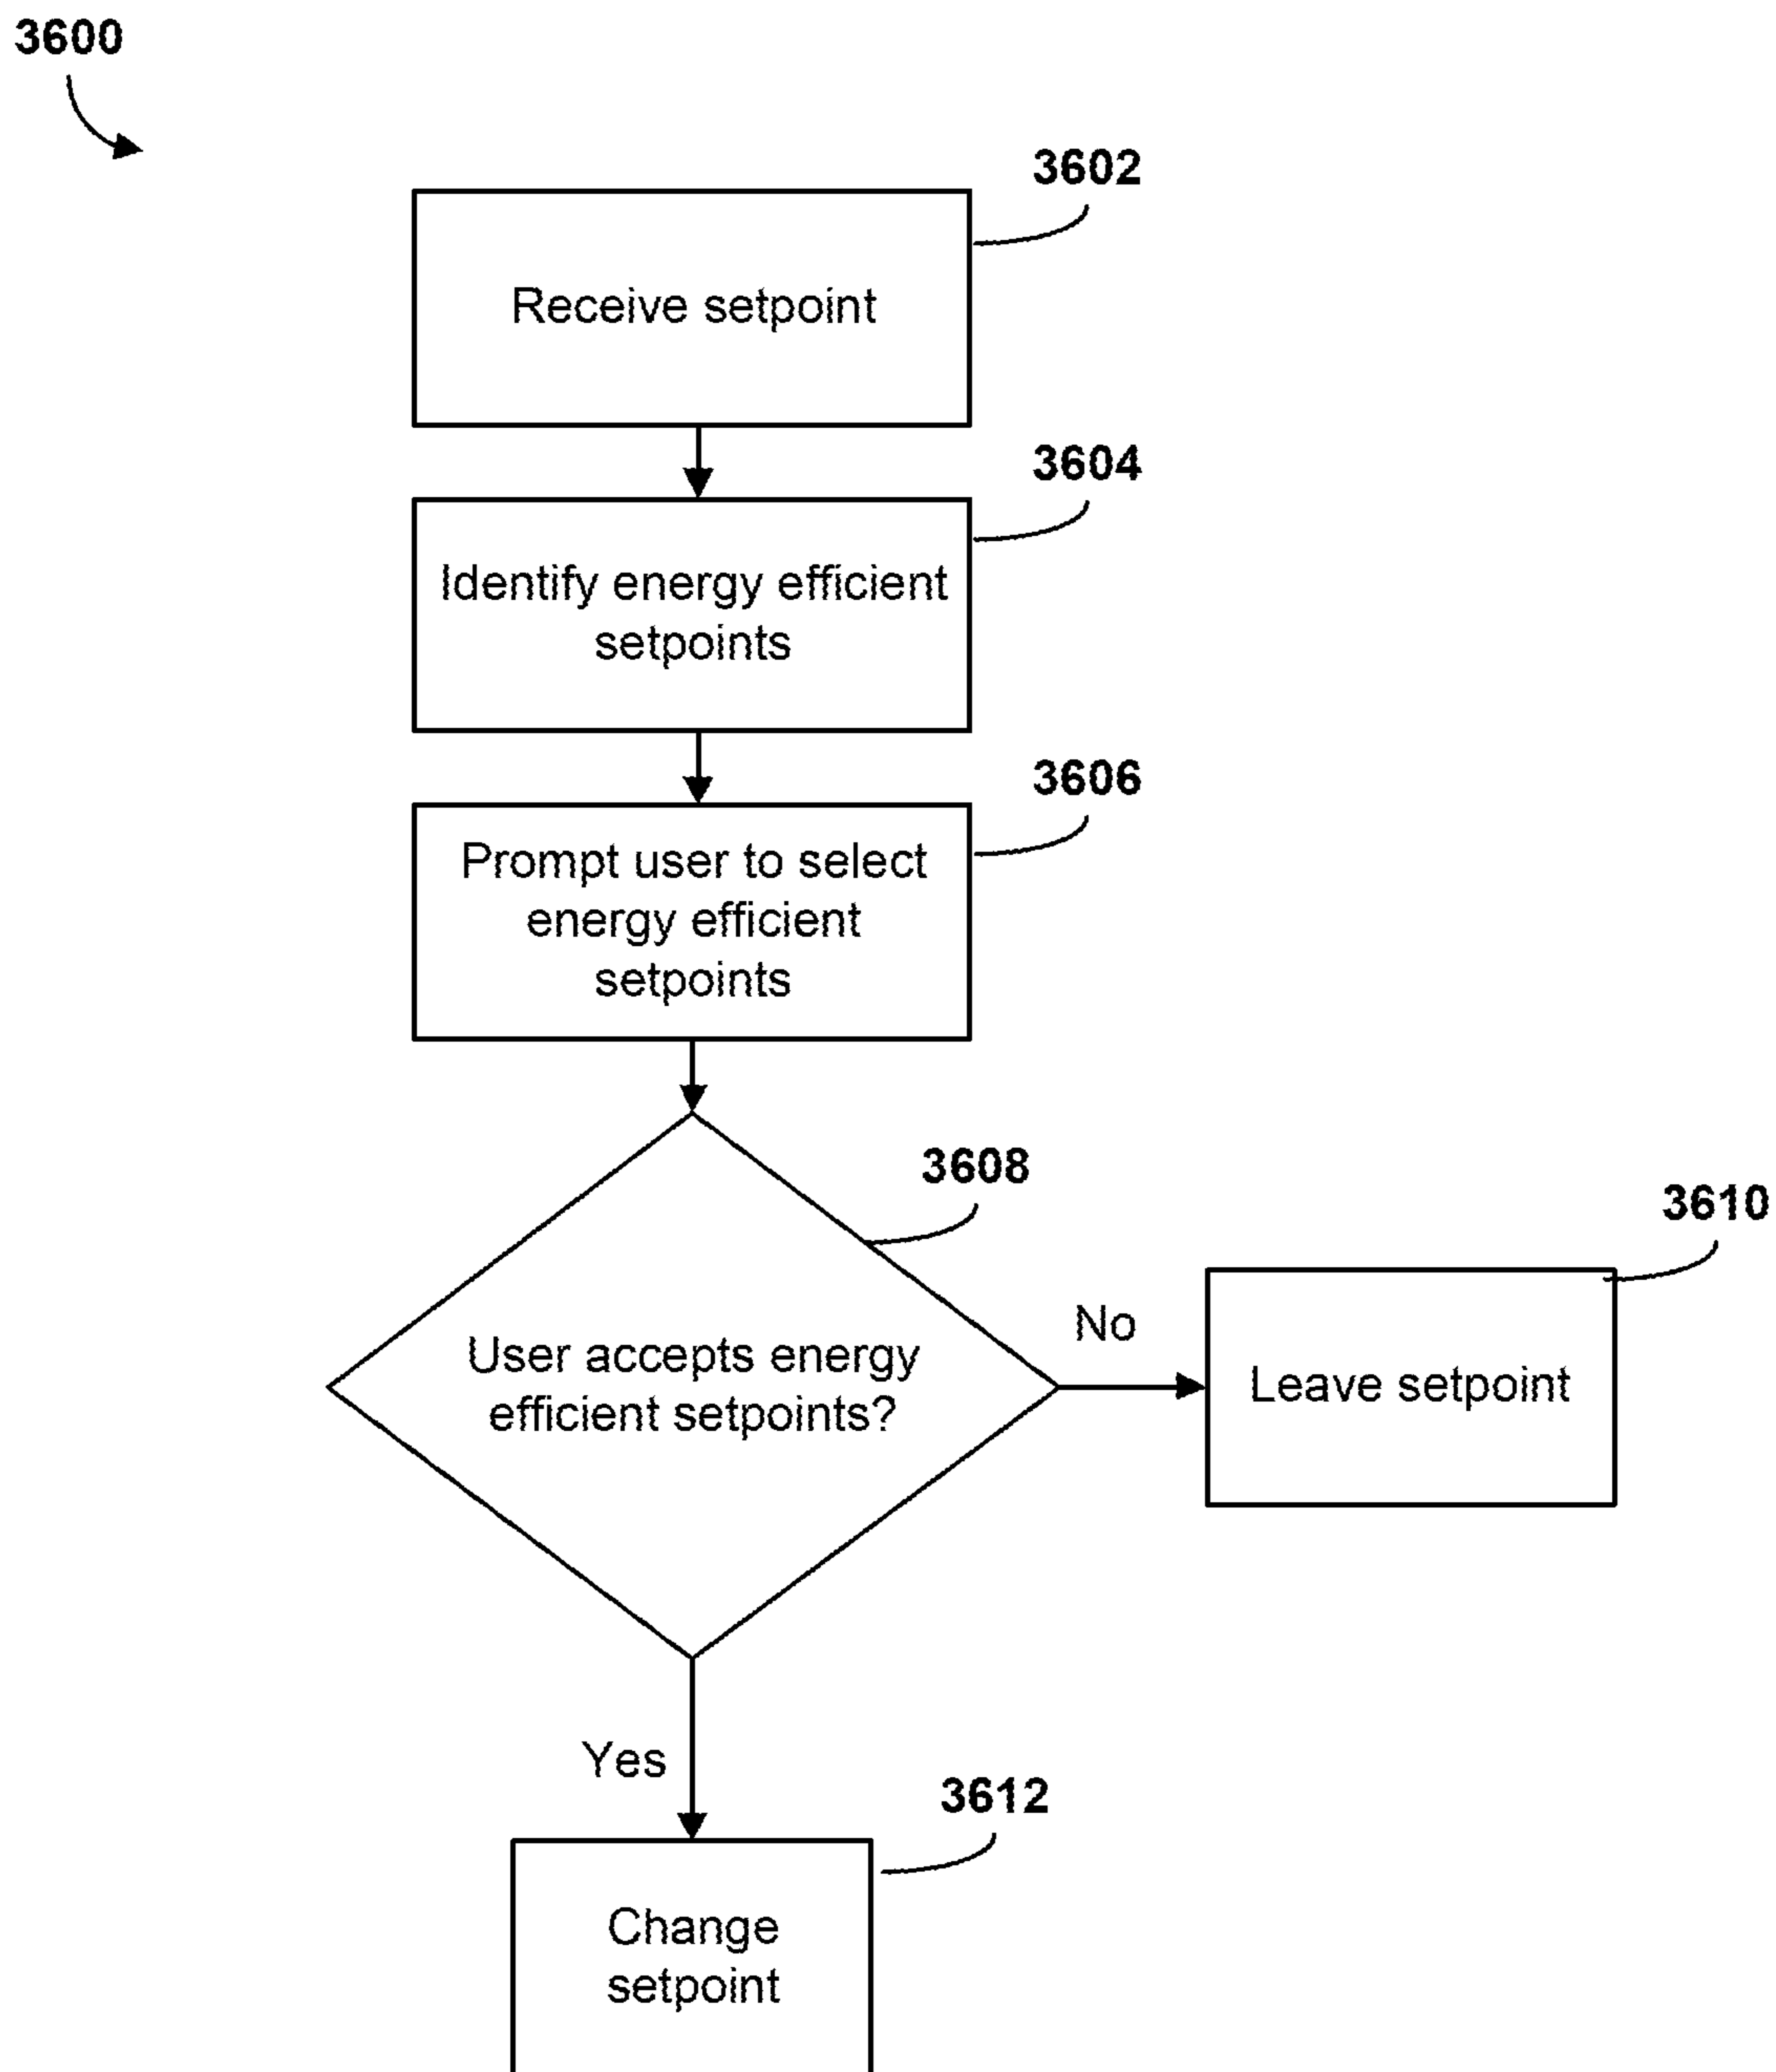 3600
3602
Receive setpoint
3604
Identify energy efficient
setpoints
3606
Prompt user to select
energy efficient
setpoints
3608
User accepts energy
efficient setpoints?
No
3610
Leave setpoint
Yes
3612
Change
setpoint